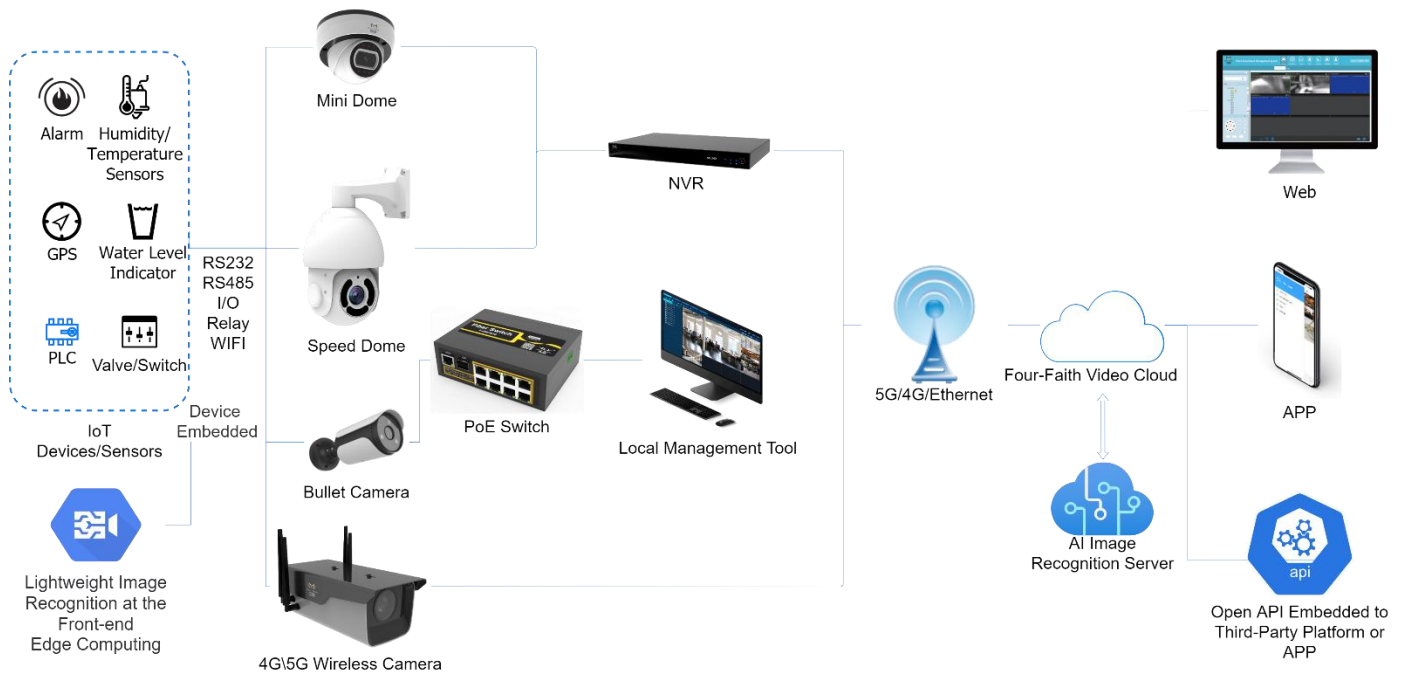 Mini Dome
Alarm
Humidity/
Temperature
Sensors
GPS
Water Level
Indicator
PLC
Valve/Switch
IoT
Devices/Sensors
RS232
RS485
I/O
Relay
WIFI
Device
Embedded
Lightweight Image
Recognition at the
Front-end
Edge Computing
Speed Dome
Bullet Camera
4G\5G Wireless Camera
NVR
Fiber Switch
PoE Switch
Local Management Tool
5G/4G/Ethernet
Four-Faith Video Cloud
AI Image
Recognition Server
Web
APP
api
Open API Embedded to
Third-Party Platform or
APP